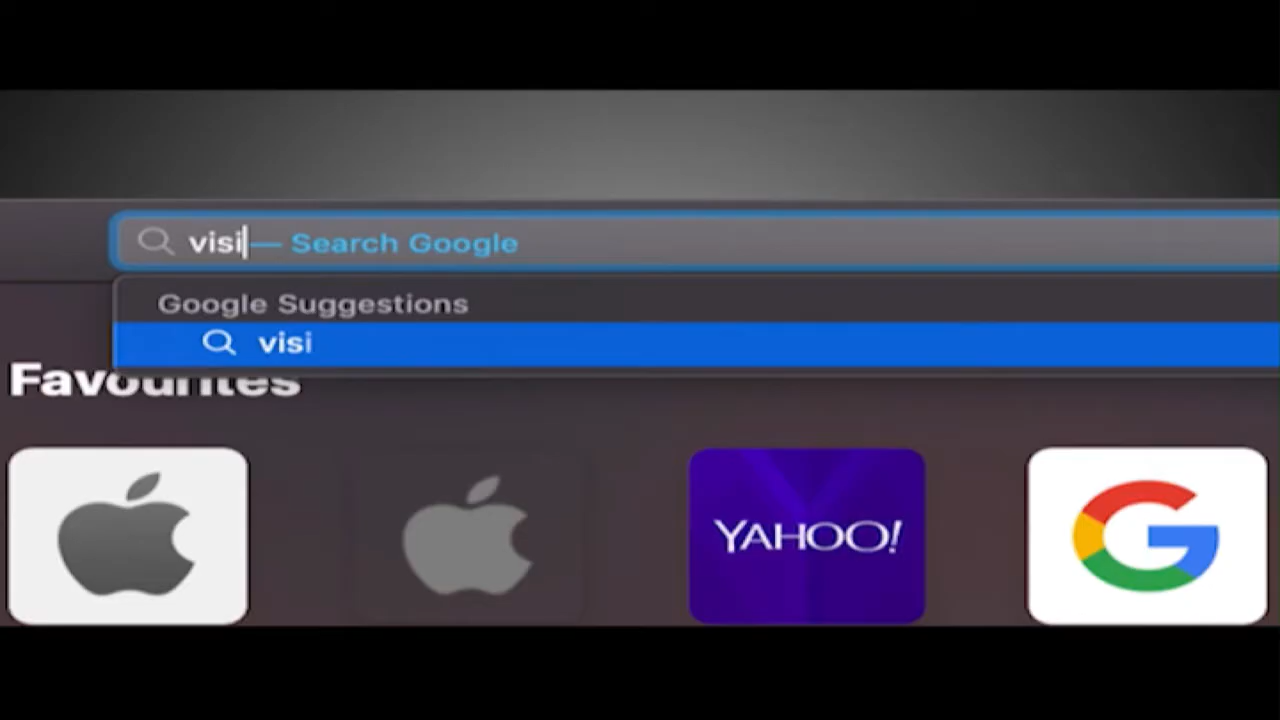 visi — Search Google
Google Suggestions
visi
Favourites
YAHOO!
G